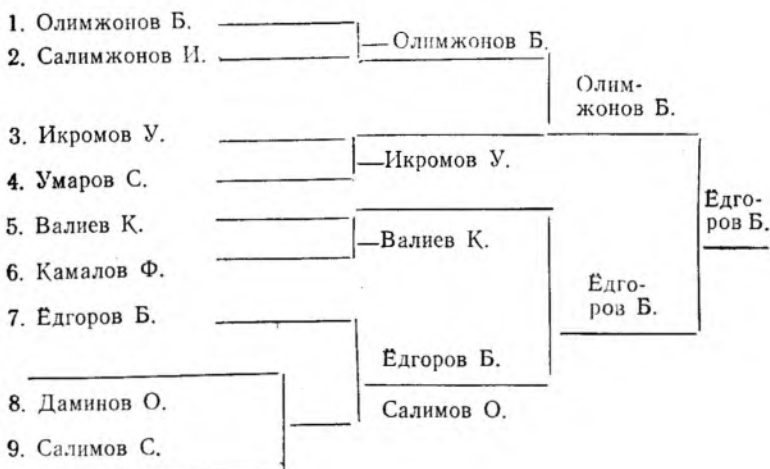 1. Олимжонов Б.
2. Салимжонов И.
3. Икромов У.
4. Умаров С.
5. Валиев Қ.
6. Камалов Ф.
7. Ёдгоров Б.
8. Даминов О.
9. Салимов С.
Олимжонов Б.
Икромов У.
Валиев Қ.
Ёдгоров Б.
Салимов О.
Олим-
жонов Б.
Ёдго-
ров Б.
Ёдго-
ров Б.